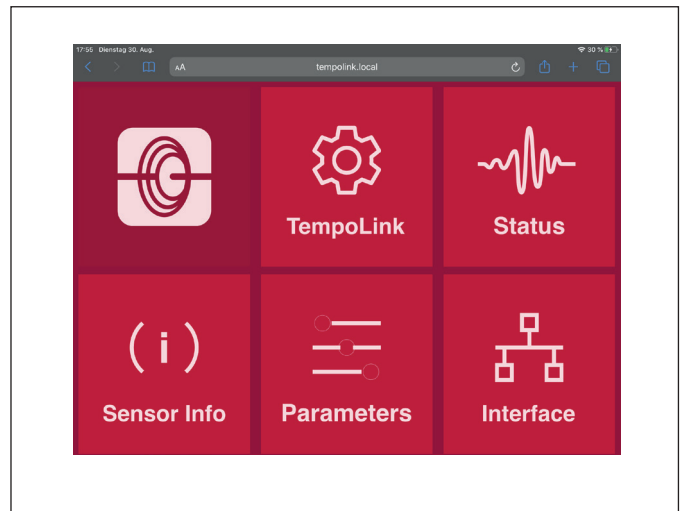 17:55 Dienstag 30. Aug. 30 %
AA tempolink.local
TempoLink
Status
( i )
Sensor Info
Parameters
Interface